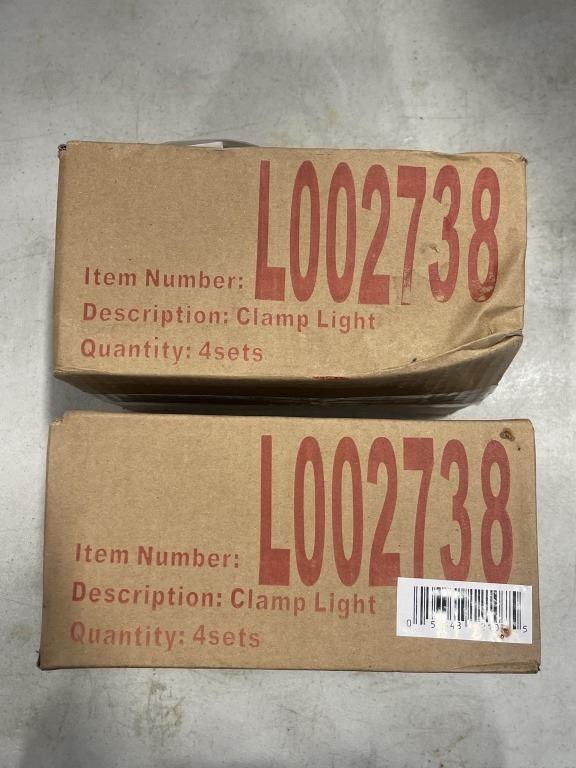 Item Number: L002738
Description: Clamp Light
Quantity: 4sets
Item Number: L002738
Description: Clamp Light
Quantity: 4sets